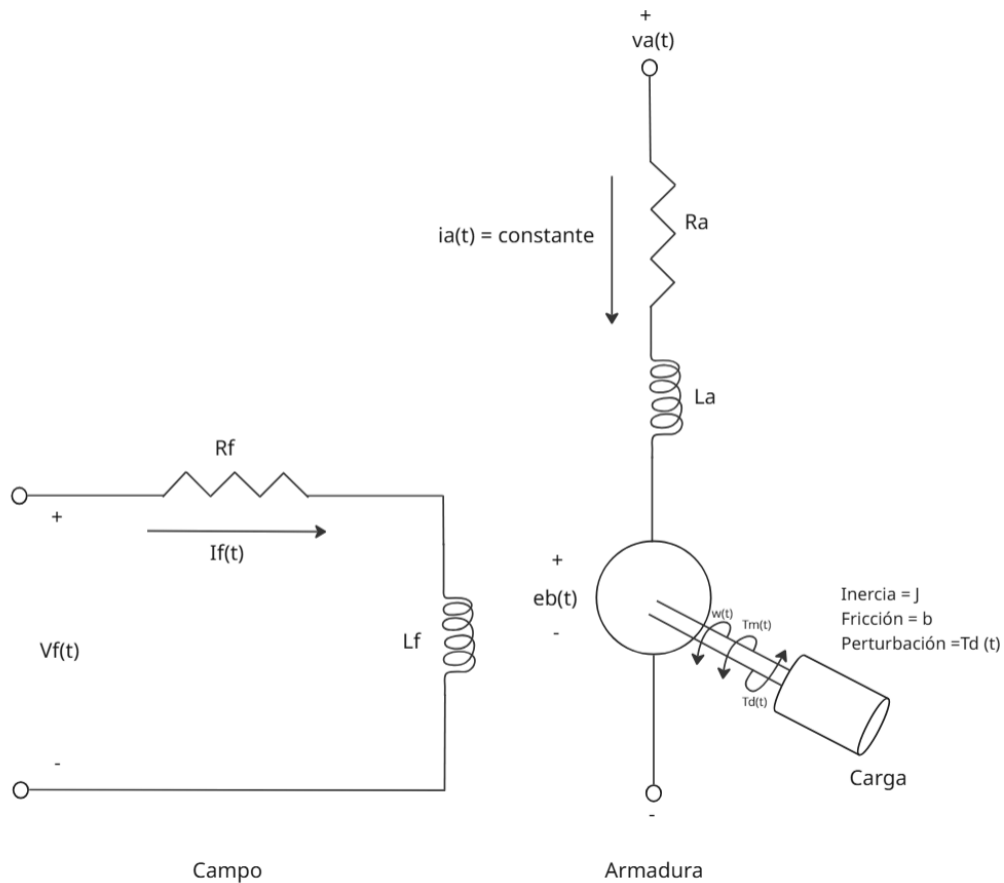 +
va(t)
Ra
ia(t) = constante
La
Rf
+
If(t)
+
eb(t)
-
Inercia = J
Fricción = b
Perturbación =Td (t)
w(t)
Tm(t)
Td(t)
Lf
Vf(t)
-
Carga
-
Campo
Armadura